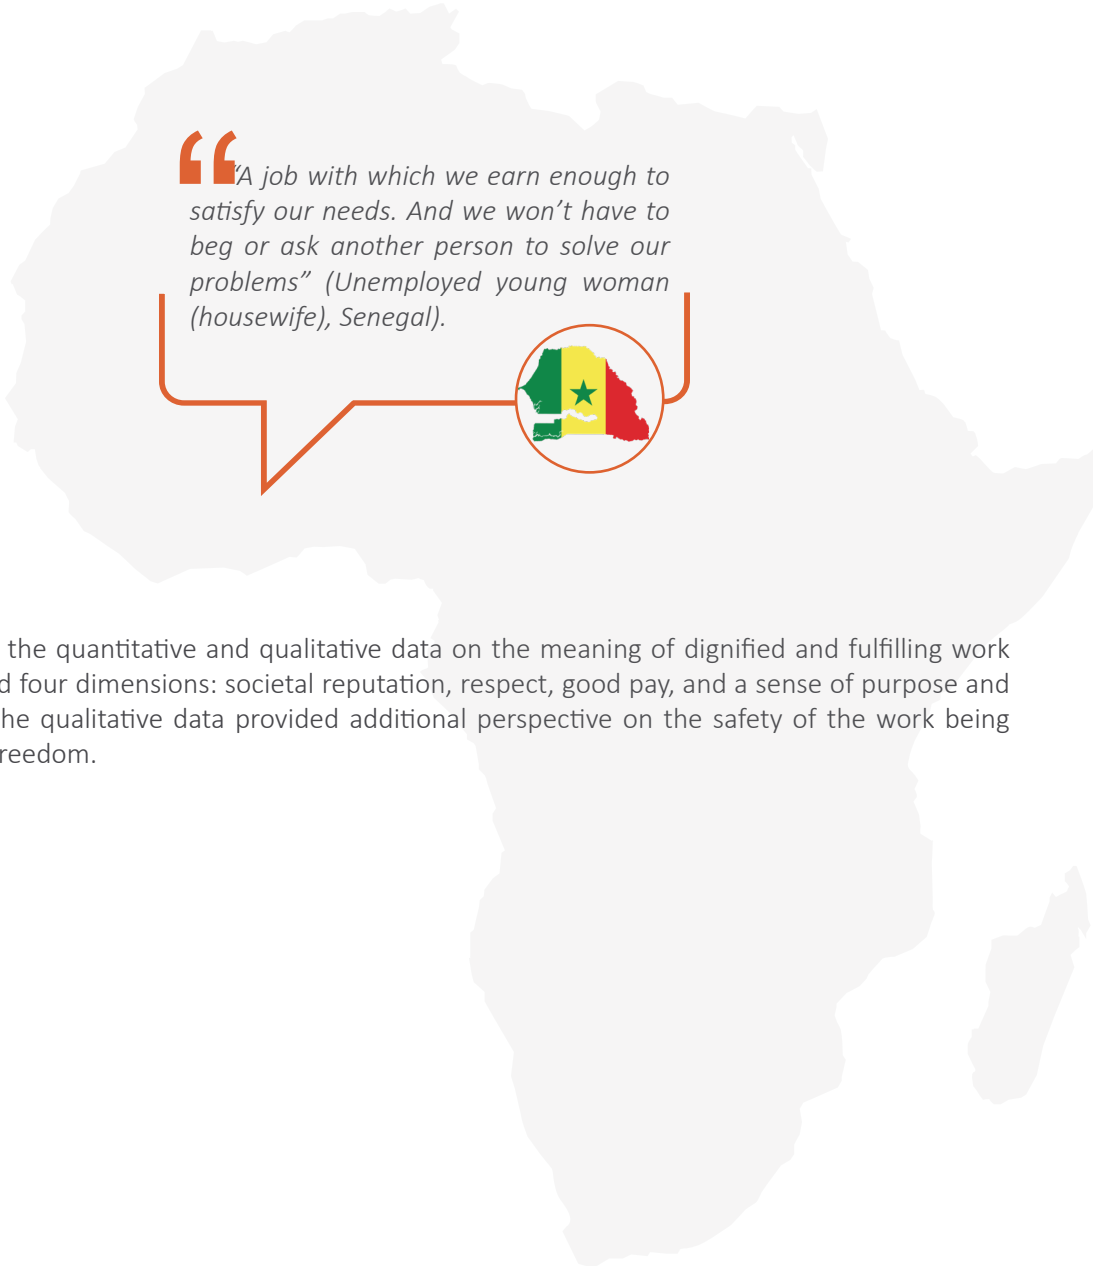 “A job with which we earn enough to
satisfy our needs. And we won’t have to
beg or ask another person to solve our
problems” (Unemployed young woman
(housewife), Senegal).
the quantitative and qualitative data on the meaning of dignified and fulfilling work
four dimensions: societal reputation, respect, good pay, and a sense of purpose and
he qualitative data provided additional perspective on the safety of the work being
reedom.